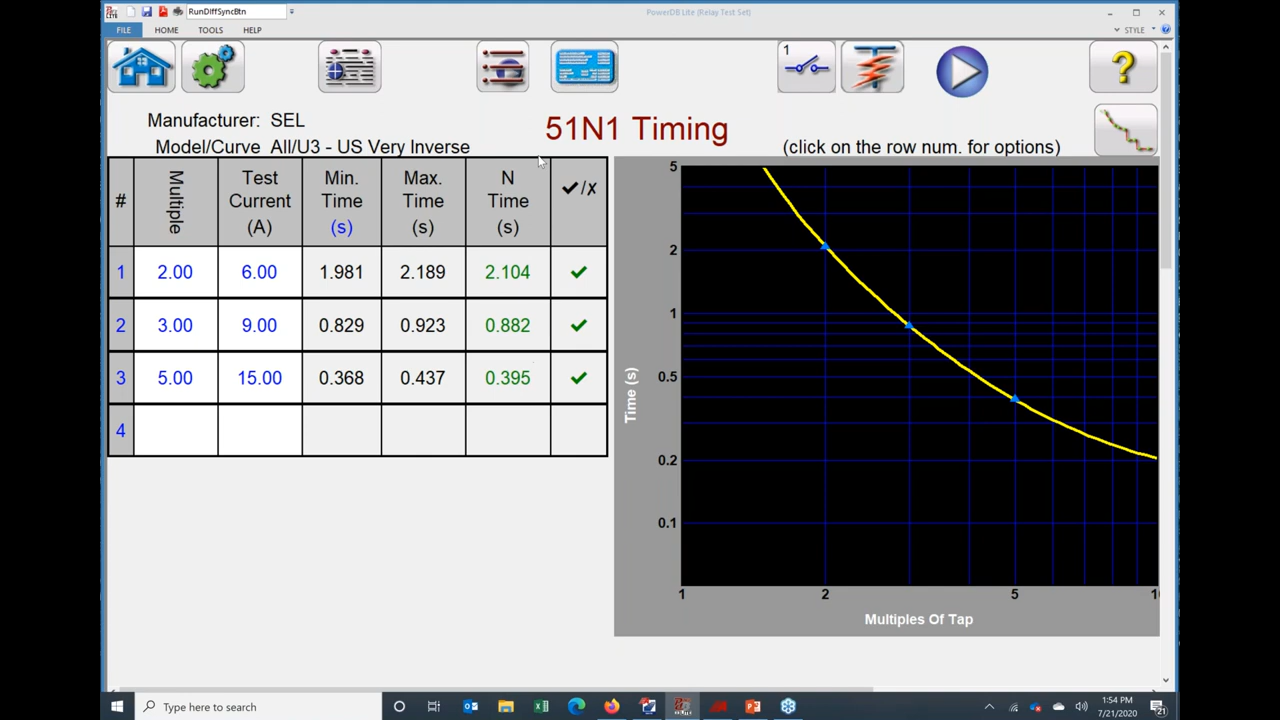 RunDiffSyncBtn
PowerDB Lite (Relay Test Set)
FILE HOME TOOLS HELP
STYLE
1
Manufacturer: SEL
51N1 Timing
Model/Curve All/U3 - US Very Inverse
(click on the row num. for options)
# Multiple Test Current (A) Min. Time (s) Max. Time (s) N Time (s) ✓/✗
1 2.00 6.00 1.981 2.189 2.104 ✓
2 3.00 9.00 0.829 0.923 0.882 ✓
3 5.00 15.00 0.368 0.437 0.395 ✓
4
5
2
1
0.5
0.2
0.1
Time (s)
1 2 5 1
Multiples Of Tap
Type here to search
1:54 PM
7/21/2020
21